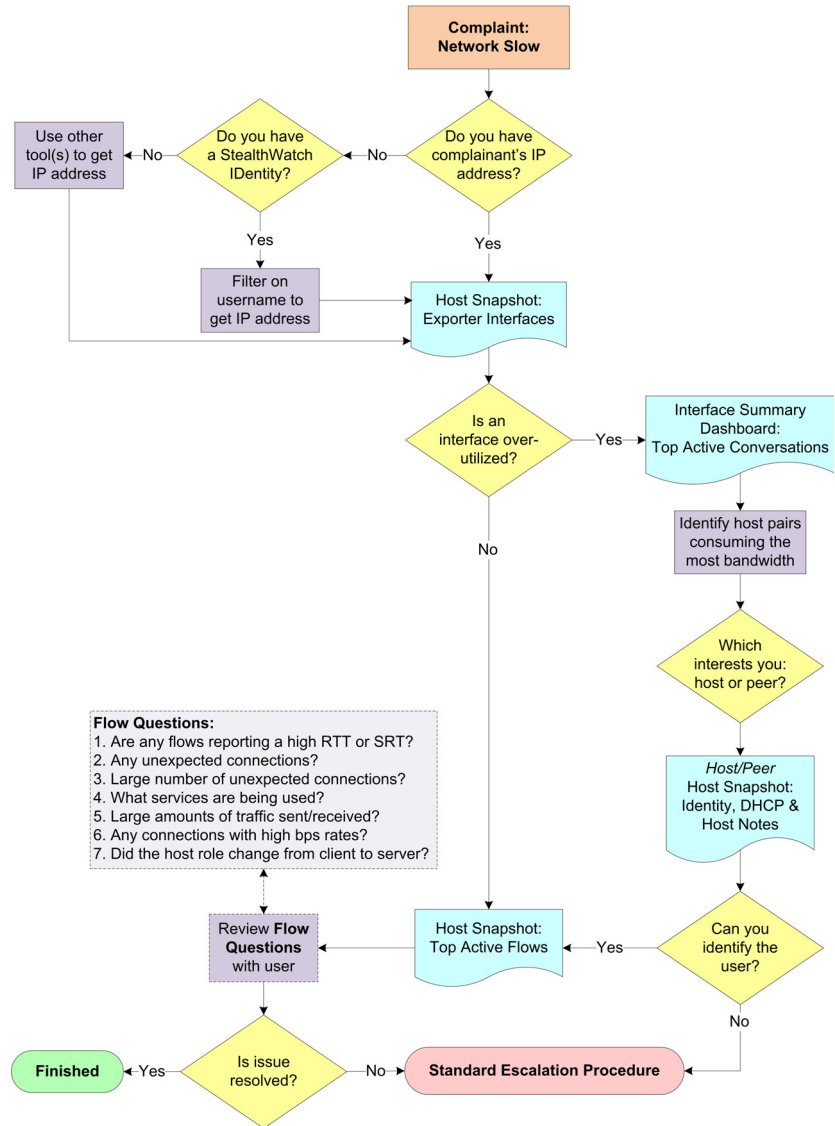 Complaint:
Network Slow
Use other
tool(s) to get
IP address
No
Do you have
a StealthWatch
IDentity?
No
Do you have
complainant's IP
address?
Yes
Yes
Filter on
username to
get IP address
Host Snapshot:
Exporter Interfaces
Is an
interface over-
utilized?
Yes
Interface Summary
Dashboard:
Top Active Conversations
No
Identify host pairs
consuming the
most bandwidth
Which
interests you:
host or peer?
Flow Questions:
1. Are any flows reporting a high RTT or SRT?
2. Any unexpected connections?
3. Large number of unexpected connections?
4. What services are being used?
5. Large amounts of traffic sent/received?
6. Any connections with high bps rates?
7. Did the host role change from client to server?
Host/Peer
Host Snapshot:
Identity, DHCP &
Host Notes
Review Flow
Questions
with user
Host Snapshot:
Top Active Flows
Yes
Can you
identify the
user?
No
Finished
Yes
Is issue
resolved?
No
Standard Escalation Procedure